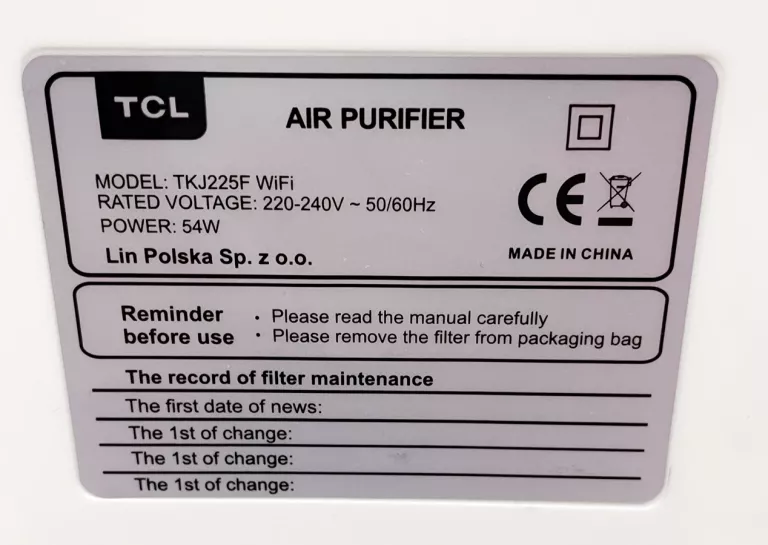 TCL
AIR PURIFIER
MODEL: TKJ225F WiFi
RATED VOLTAGE: 220-240V ~ 50/60Hz
POWER: 54W
Lin Polska Sp. z o.o.
CE
MADE IN CHINA
Reminder
before use
· Please read the manual carefully
· Please remove the filter from packaging bag
The record of filter maintenance
The first date of news:
The 1st of change:
The 1st of change:
The 1st of change: